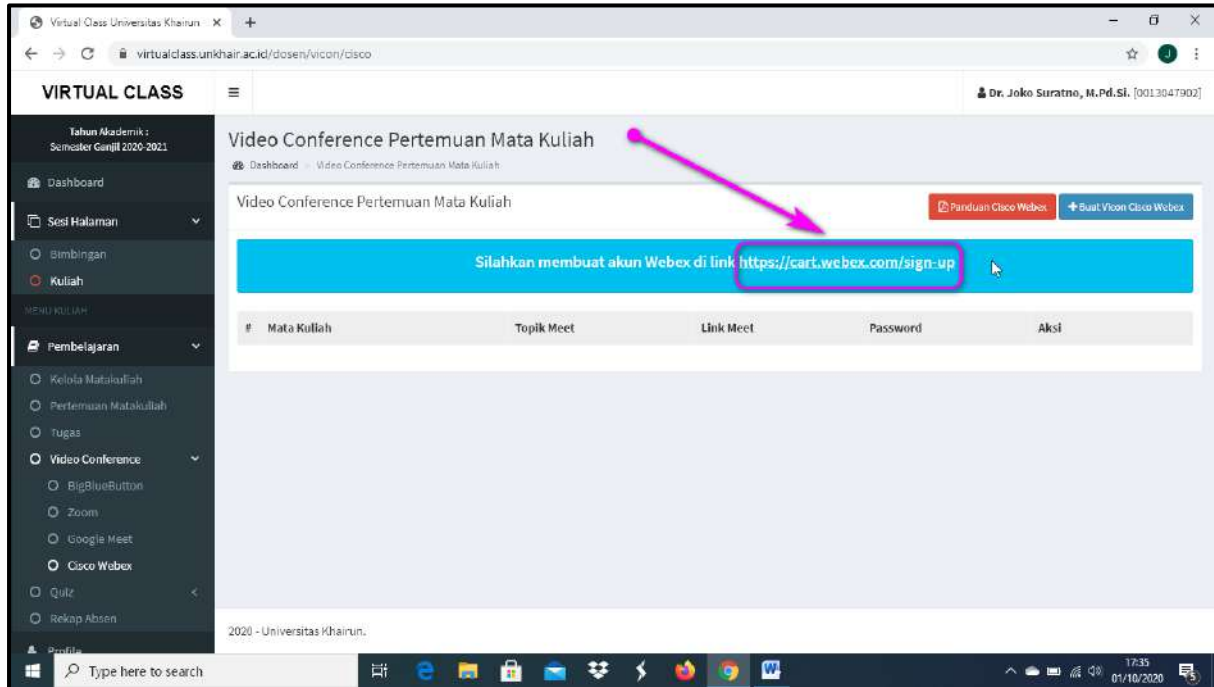 Virtual Class Universitas Khairun
virtualclass.unkhair.ac.id/dosen/vicon/cisco
J
VIRTUAL CLASS
Dr. Joko Suratno, M.Pd.Si. [0013047902]
Tahun Akademik :
Semester Ganjil 2020-2021
Dashboard
Sesi Halaman
Bimbingan
Kuliah
MENU KULIAH
Pembelajaran
Kelola Matakuliah
Pertemuan Matakuliah
Tugas
Video Conference
BigBlueButton
Zoom
Google Meet
Cisco Webex
Quiz
Rekap Absen
Profile
Video Conference Pertemuan Mata Kuliah
Dashboard > Video Conference Pertemuan Mata Kuliah
Video Conference Pertemuan Mata Kuliah
Panduan Cisco Webex
+ Buat Vicon Cisco Webex
Silahkan membuat akun Webex di link https://cart.webex.com/sign-up
# Mata Kuliah Topik Meet Link Meet Password Aksi
2020 - Universitas Khairun.
Type here to search
17:35
01/10/2020